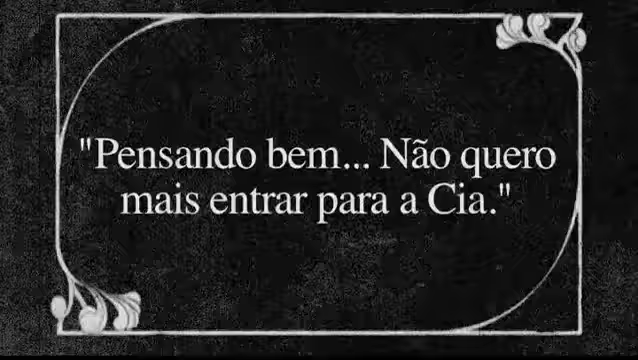 "Pensando bem... Não quero
mais entrar para a Cia."